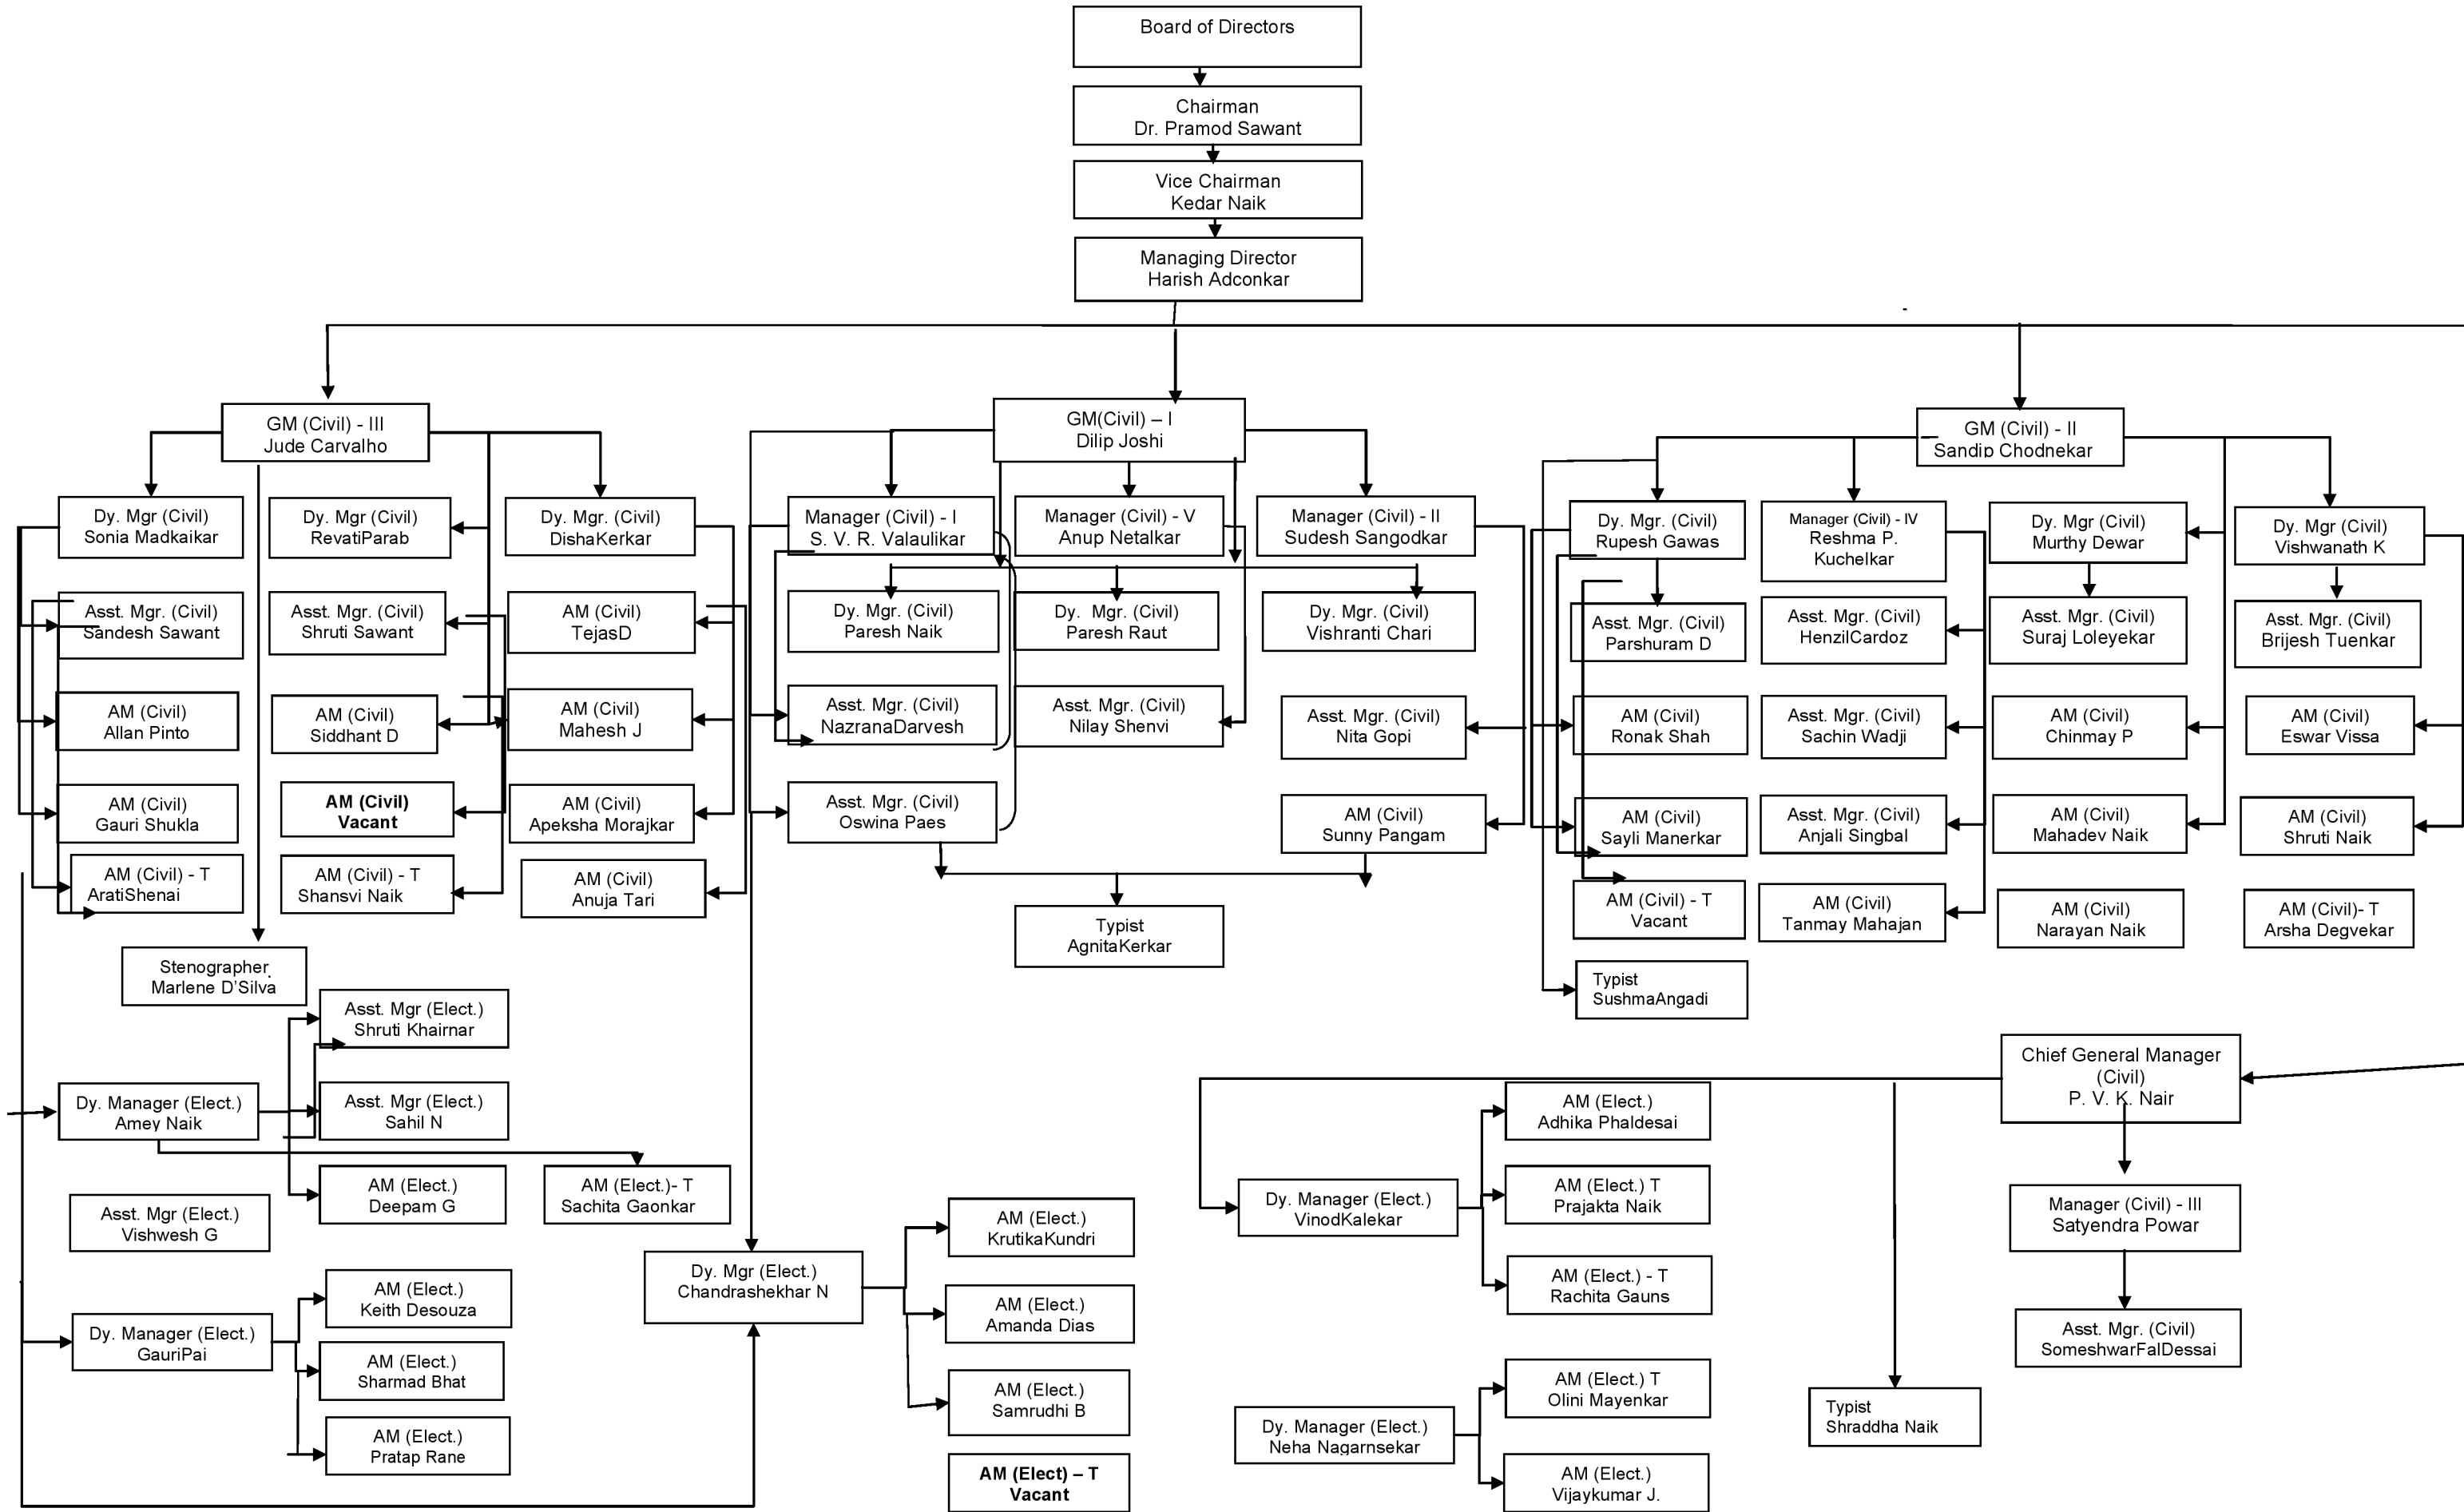 Board of Directors
Chairman
Dr. Pramod Sawant
Vice Chairman
Kedar Naik
Managing Director
Harish Adconkar
GM (Civil) - III
Jude Carvalho
GM(Civil) – I
Dilip Joshi
GM (Civil) - II
Sandip Chodnekar
Dy. Mgr (Civil)
Sonia Madkaikar
Dy. Mgr (Civil)
RevatiParab
Dy. Mgr. (Civil)
DishaKerkar
Manager (Civil) - I
S. V. R. Valaulikar
Manager (Civil) - V
Anup Netalkar
Manager (Civil) - II
Sudesh Sangodkar
Dy. Mgr. (Civil)
Rupesh Gawas
Manager (Civil) - IV
Reshma P.
Kuchelkar
Dy. Mgr (Civil)
Murthy Dewar
Dy. Mgr (Civil)
Vishwanath K
Asst. Mgr. (Civil)
Sandesh Sawant
Asst. Mgr. (Civil)
Shruti Sawant
AM (Civil)
TejasD
Dy. Mgr. (Civil)
Paresh Naik
Dy. Mgr. (Civil)
Paresh Raut
Dy. Mgr. (Civil)
Vishranti Chari
Asst. Mgr. (Civil)
Parshuram D
Asst. Mgr. (Civil)
HenzilCardoz
Asst. Mgr. (Civil)
Suraj Loleyekar
Asst. Mgr. (Civil)
Brijesh Tuenkar
AM (Civil)
Allan Pinto
AM (Civil)
Siddhant D
AM (Civil)
Mahesh J
Asst. Mgr. (Civil)
NazranaDarvesh
Asst. Mgr. (Civil)
Nilay Shenvi
Asst. Mgr. (Civil)
Nita Gopi
AM (Civil)
Ronak Shah
Asst. Mgr. (Civil)
Sachin Wadji
AM (Civil)
Chinmay P
AM (Civil)
Eswar Vissa
AM (Civil)
Gauri Shukla
AM (Civil)
Vacant
AM (Civil)
Apeksha Morajkar
Asst. Mgr. (Civil)
Oswina Paes
AM (Civil)
Sunny Pangam
AM (Civil)
Sayli Manerkar
Asst. Mgr. (Civil)
Anjali Singbal
AM (Civil)
Mahadev Naik
AM (Civil)
Shruti Naik
AM (Civil) - T
AratiShenai
AM (Civil) - T
Shansvi Naik
AM (Civil)
Anuja Tari
Typist
AgnitaKerkar
AM (Civil) - T
Vacant
AM (Civil)
Tanmay Mahajan
AM (Civil)
Narayan Naik
AM (Civil)- T
Arsha Degvekar
Stenographer
Marlene D'Silva
Typist
SushmaAngadi
Asst. Mgr (Elect.)
Shruti Khairnar
Chief General Manager
(Civil)
P. V. K. Nair
Dy. Manager (Elect.)
Amey Naik
Asst. Mgr (Elect.)
Sahil N
AM (Elect.)
Adhika Phaldesai
Asst. Mgr (Elect.)
Vishwesh G
AM (Elect.)
Deepam G
AM (Elect.)- T
Sachita Gaonkar
AM (Elect.)
KrutikaKundri
Dy. Manager (Elect.)
VinodKalekar
AM (Elect.) T
Prajakta Naik
Manager (Civil) - III
Satyendra Powar
Dy. Mgr (Elect.)
Chandrashekhar N
AM (Elect.) - T
Rachita Gauns
Dy. Manager (Elect.)
GauriPai
AM (Elect.)
Keith Desouza
AM (Elect.)
Amanda Dias
Asst. Mgr. (Civil)
SomeshwarFalDessai
AM (Elect.)
Sharmad Bhat
AM (Elect.)
Samrudhi B
AM (Elect.) T
Olini Mayenkar
Typist
Shraddha Naik
AM (Elect.)
Pratap Rane
Dy. Manager (Elect.)
Neha Nagarnsekar
AM (Elect) – T
Vacant
AM (Elect.)
Vijaykumar J.